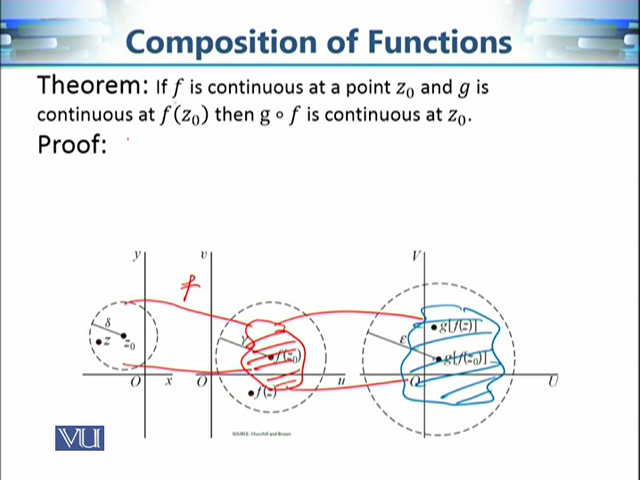 Composition of Functions
Theorem: If f is continuous at a point z₀ and g is
continuous at f(z₀) then g ∘ f is continuous at z₀.
Proof:
y v V
f
δ z z₀ γ f(z₀) f(z) ε g[f(z)] g[f(z₀)]
O x O u O U
SOURCE: Churchill and Brown
VU